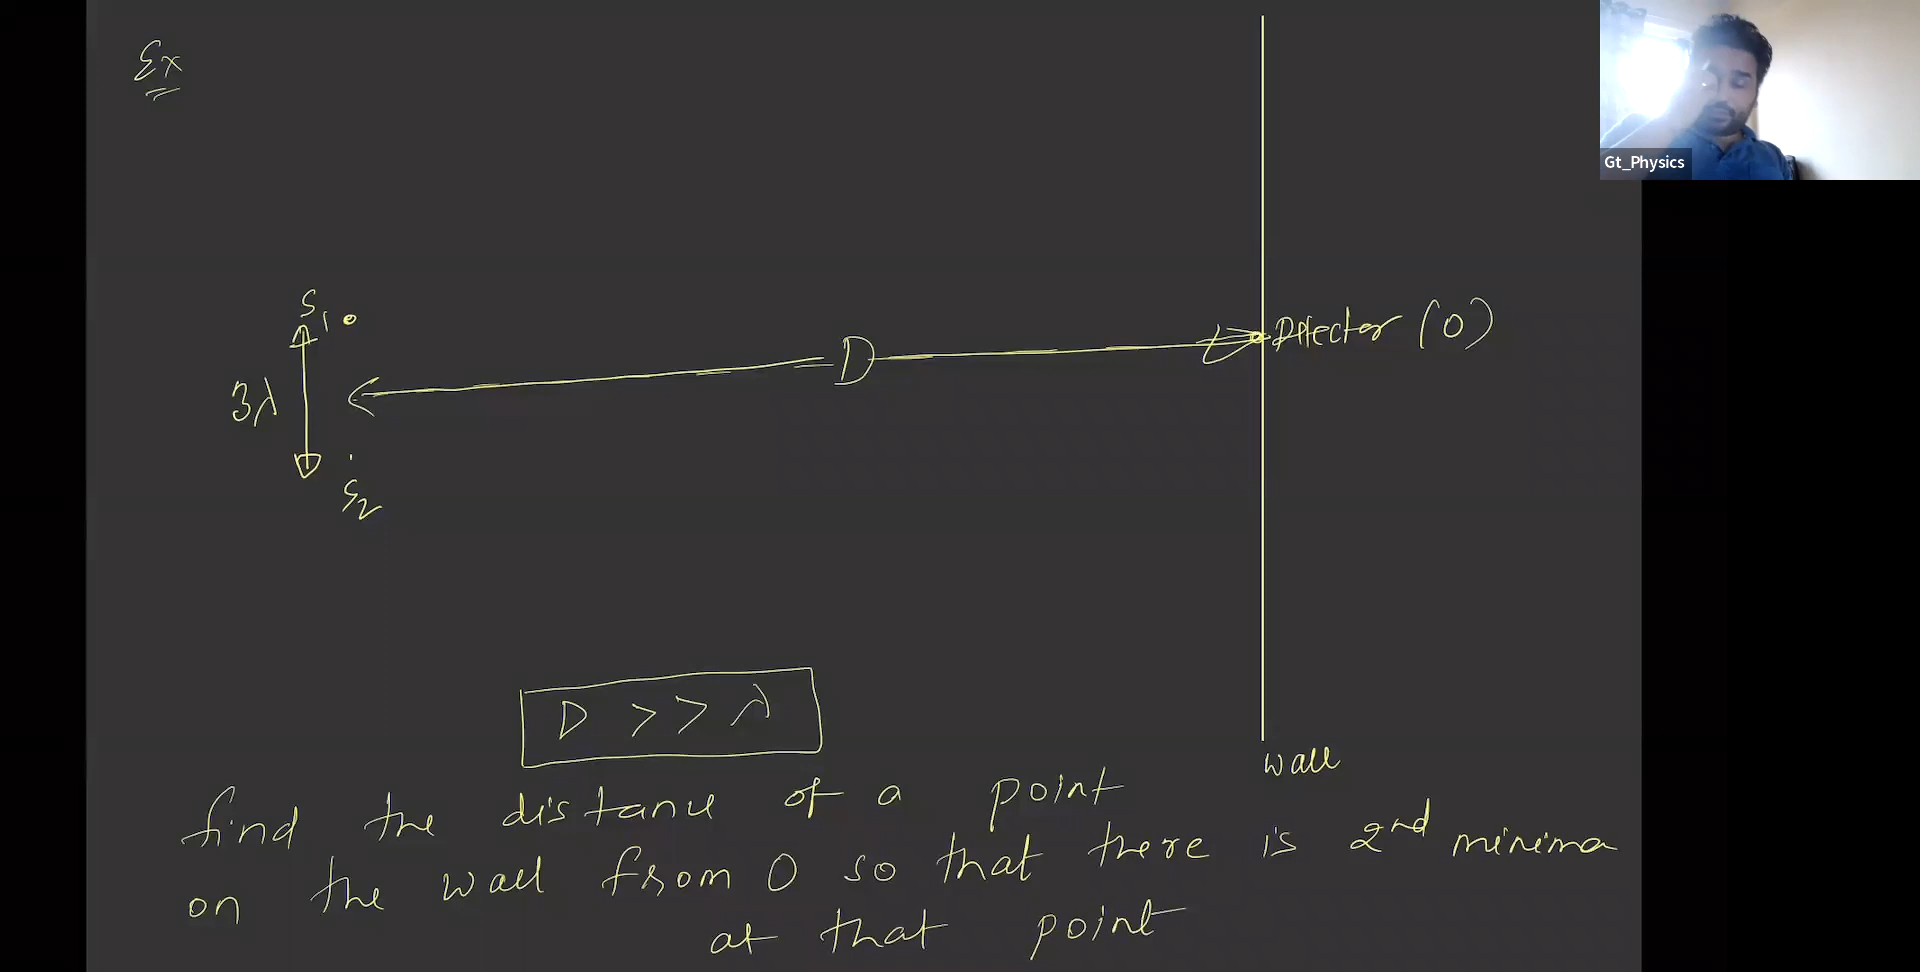 Ex
Gt_Physics
S1
3λ
D
Detector (O)
S2
D >> λ
wall
find the distance of a point
on the wall from O so that there is 2nd minima
at that point